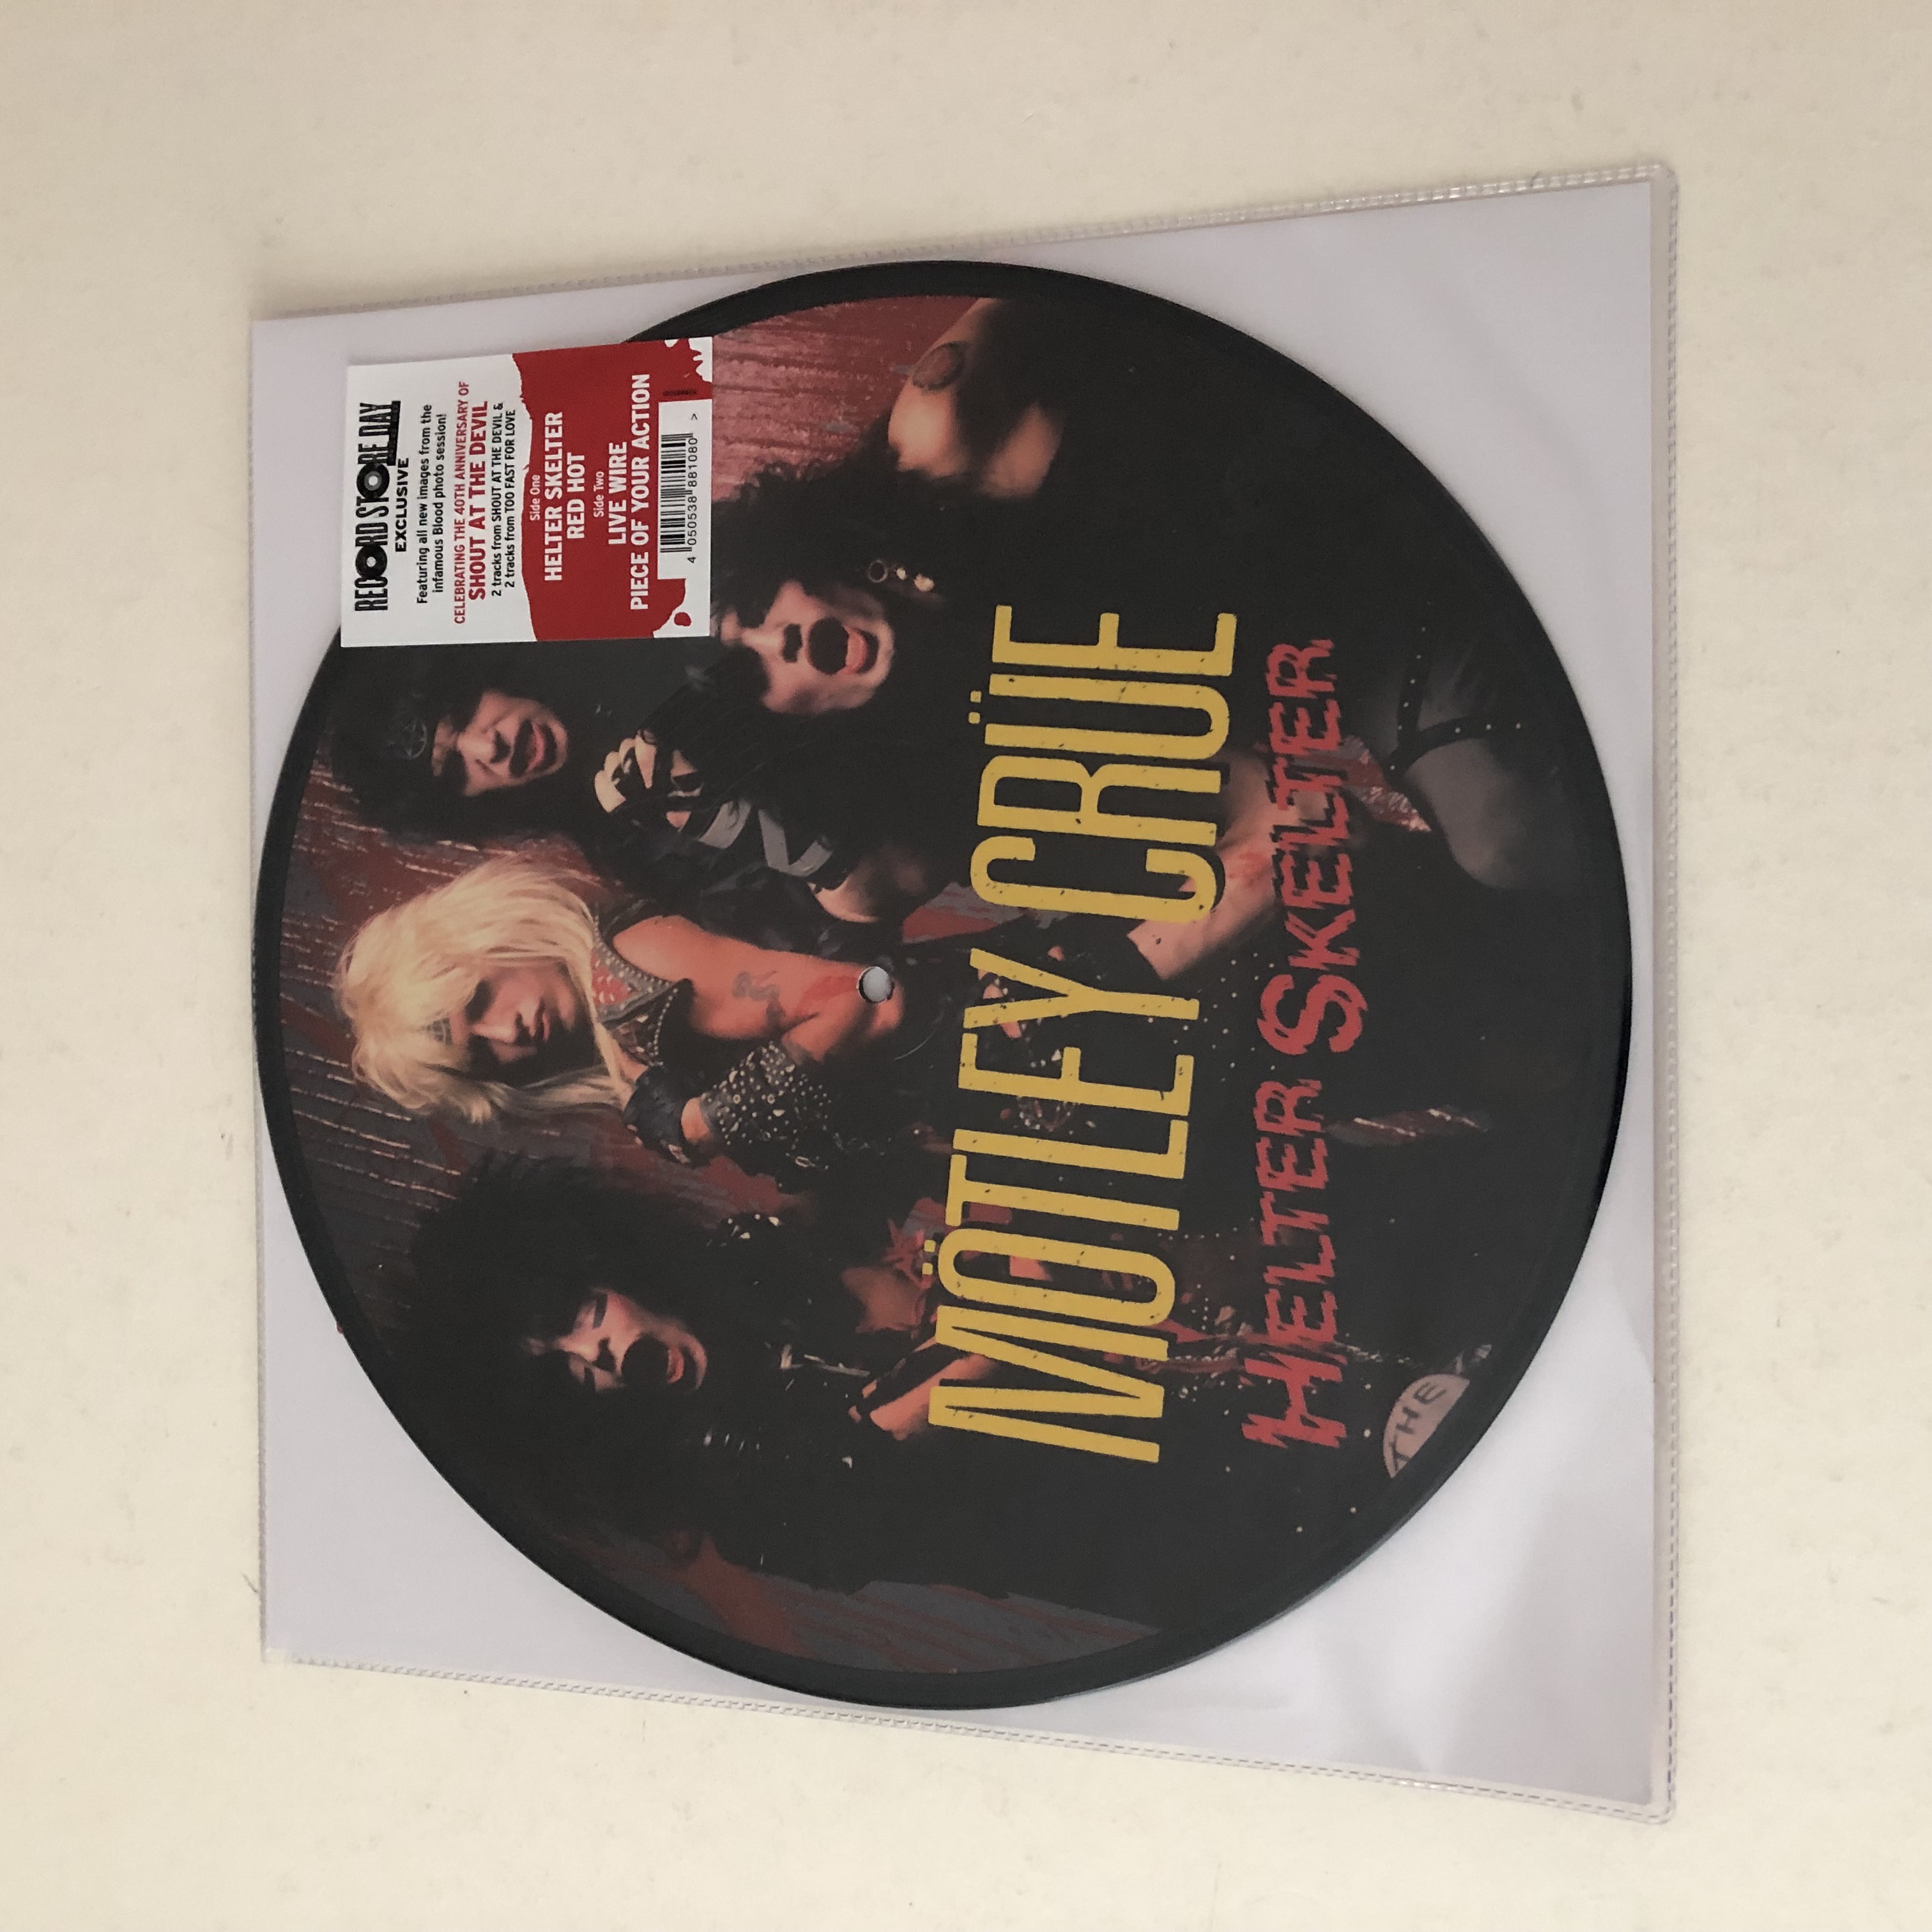 RECORD STORE DAY
EXCLUSIVE
Featuring all new images from the
infamous Blood photo session!
CELEBRATING THE 40TH ANNIVERSARY OF
SHOUT AT THE DEVIL
2 tracks from SHOUT AT THE DEVIL &
2 tracks from TOO FAST FOR LOVE
Side One
HELTER SKELTER
RED HOT
Side Two
LIVE WIRE
PIECE OF YOUR ACTION
4 050538 881080 >
MÖTLEY CRÜE
HELTER SKELTER
THE